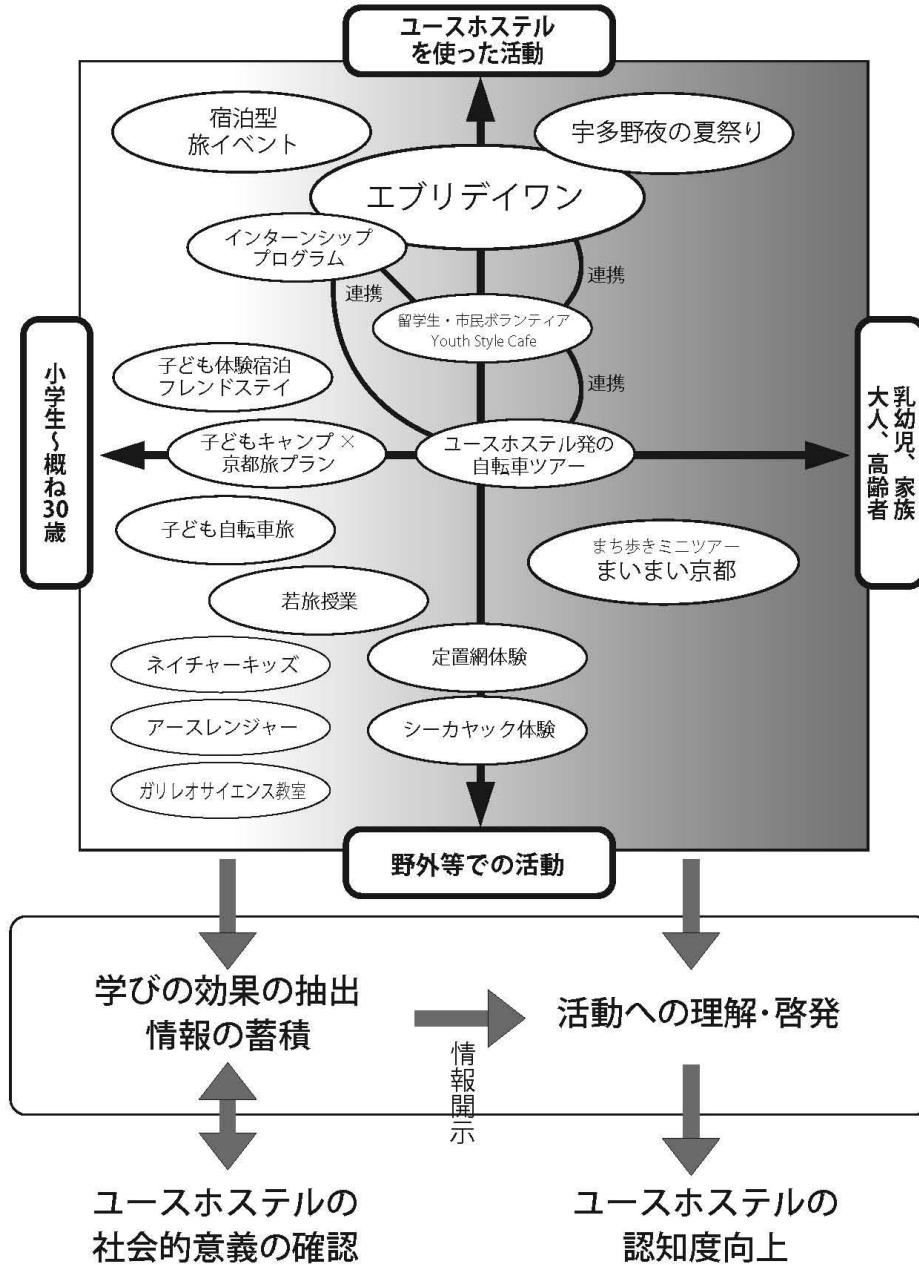 ユースホステル
を使った活動
宿泊型
旅イベント
宇多野夜の夏祭り
エブリデイワン
インターンシップ
プログラム
連携
連携
留学生・市民ボランティア
Youth Style Cafe
連携
小学生～概ね30歳
乳幼児、家族
大人、高齢者
子ども体験宿泊
フレンドステイ
子どもキャンプ×
京都旅プラン
ユースホステル発の
自転車ツアー
子ども自転車旅
まち歩きミニツアー
まいまい京都
若旅授業
ネイチャーキッズ
定置網体験
アースレンジャー
シーカヤック体験
ガリレオサイエンス教室
野外等での活動
学びの効果の抽出
情報の蓄積
情報開示
活動への理解・啓発
ユースホステルの
社会的意義の確認
ユースホステルの
認知度向上